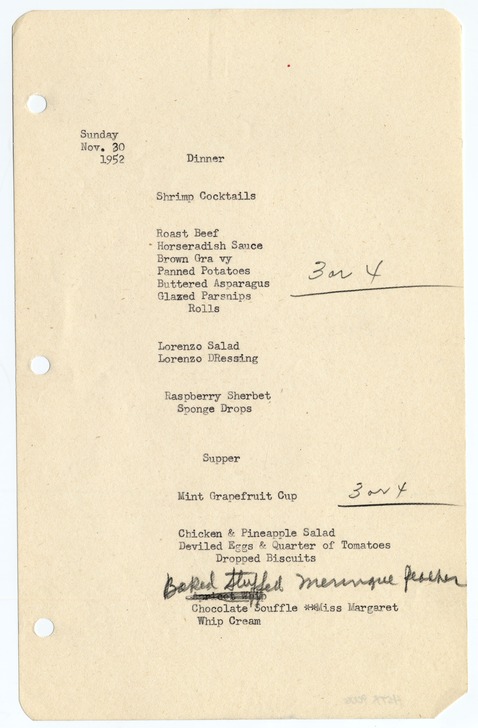 Sunday
Nov. 30
1952
Dinner
Shrimp Cocktails
Roast Beef
Horseradish Sauce
Brown Gra vy
Panned Potatoes
3 or 4
Buttered Asparagus
Glazed Parsnips
Rolls
Lorenzo Salad
Lorenzo DRessing
Raspberry Sherbet
Sponge Drops
Supper
Mint Grapefruit Cup
3 or 4
Chicken & Pineapple Salad
Deviled Eggs & Quarter of Tomatoes
Dropped Biscuits
Baked Stuffed Meringue Peaches
Chocolate Souffle **Miss Margaret
Whip Cream